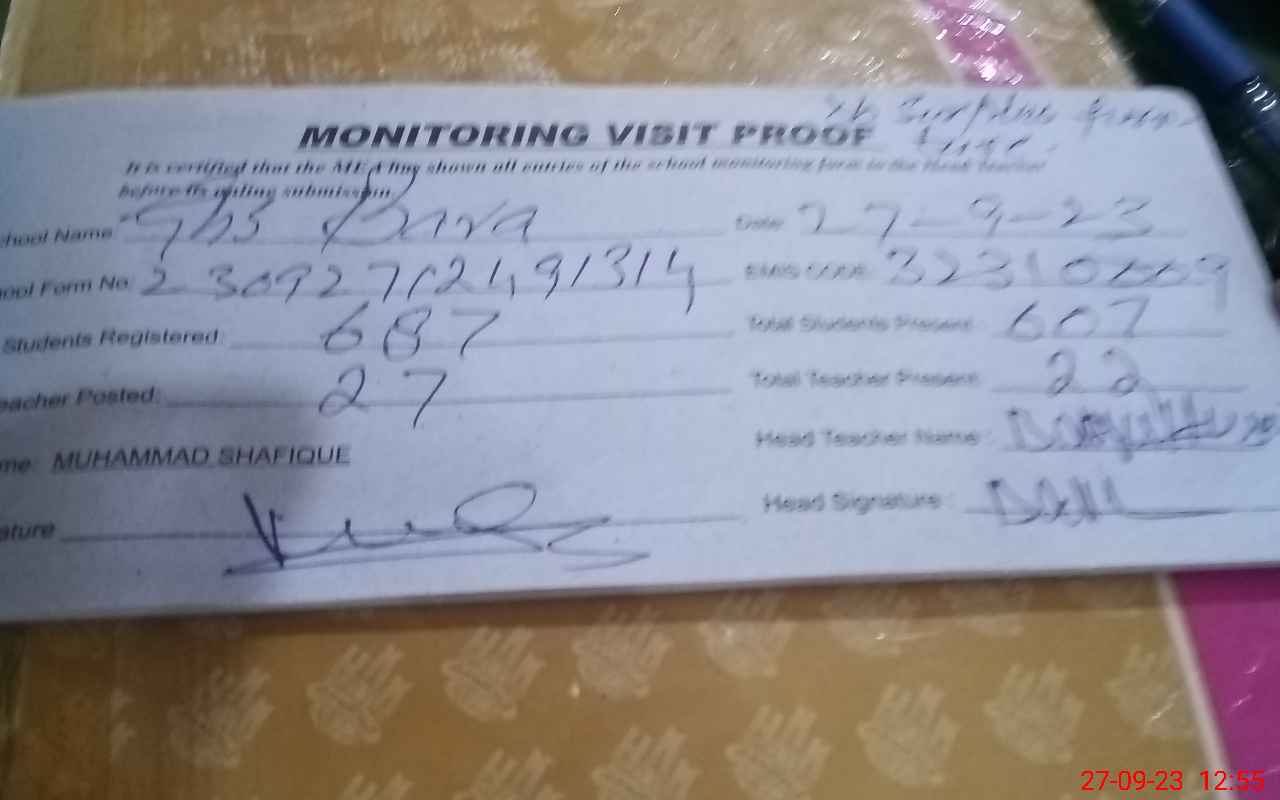 Surplus
MONITORING VISIT PROOF
It is certified that the MEA has shown all entries of the school monitoring form to the Head Teacher
before its online submission.
chool Name Ghs Date 27-9-23
ool Form No. EMIS CODE: 32310009
Students Registered: 687 Total Students Present: 607
eacher Posted: 27 Total Teacher Present: 22
me: MUHAMMAD SHAFIQUE Head Teacher Name:
ature Head Signature:
27-09-23 12:55